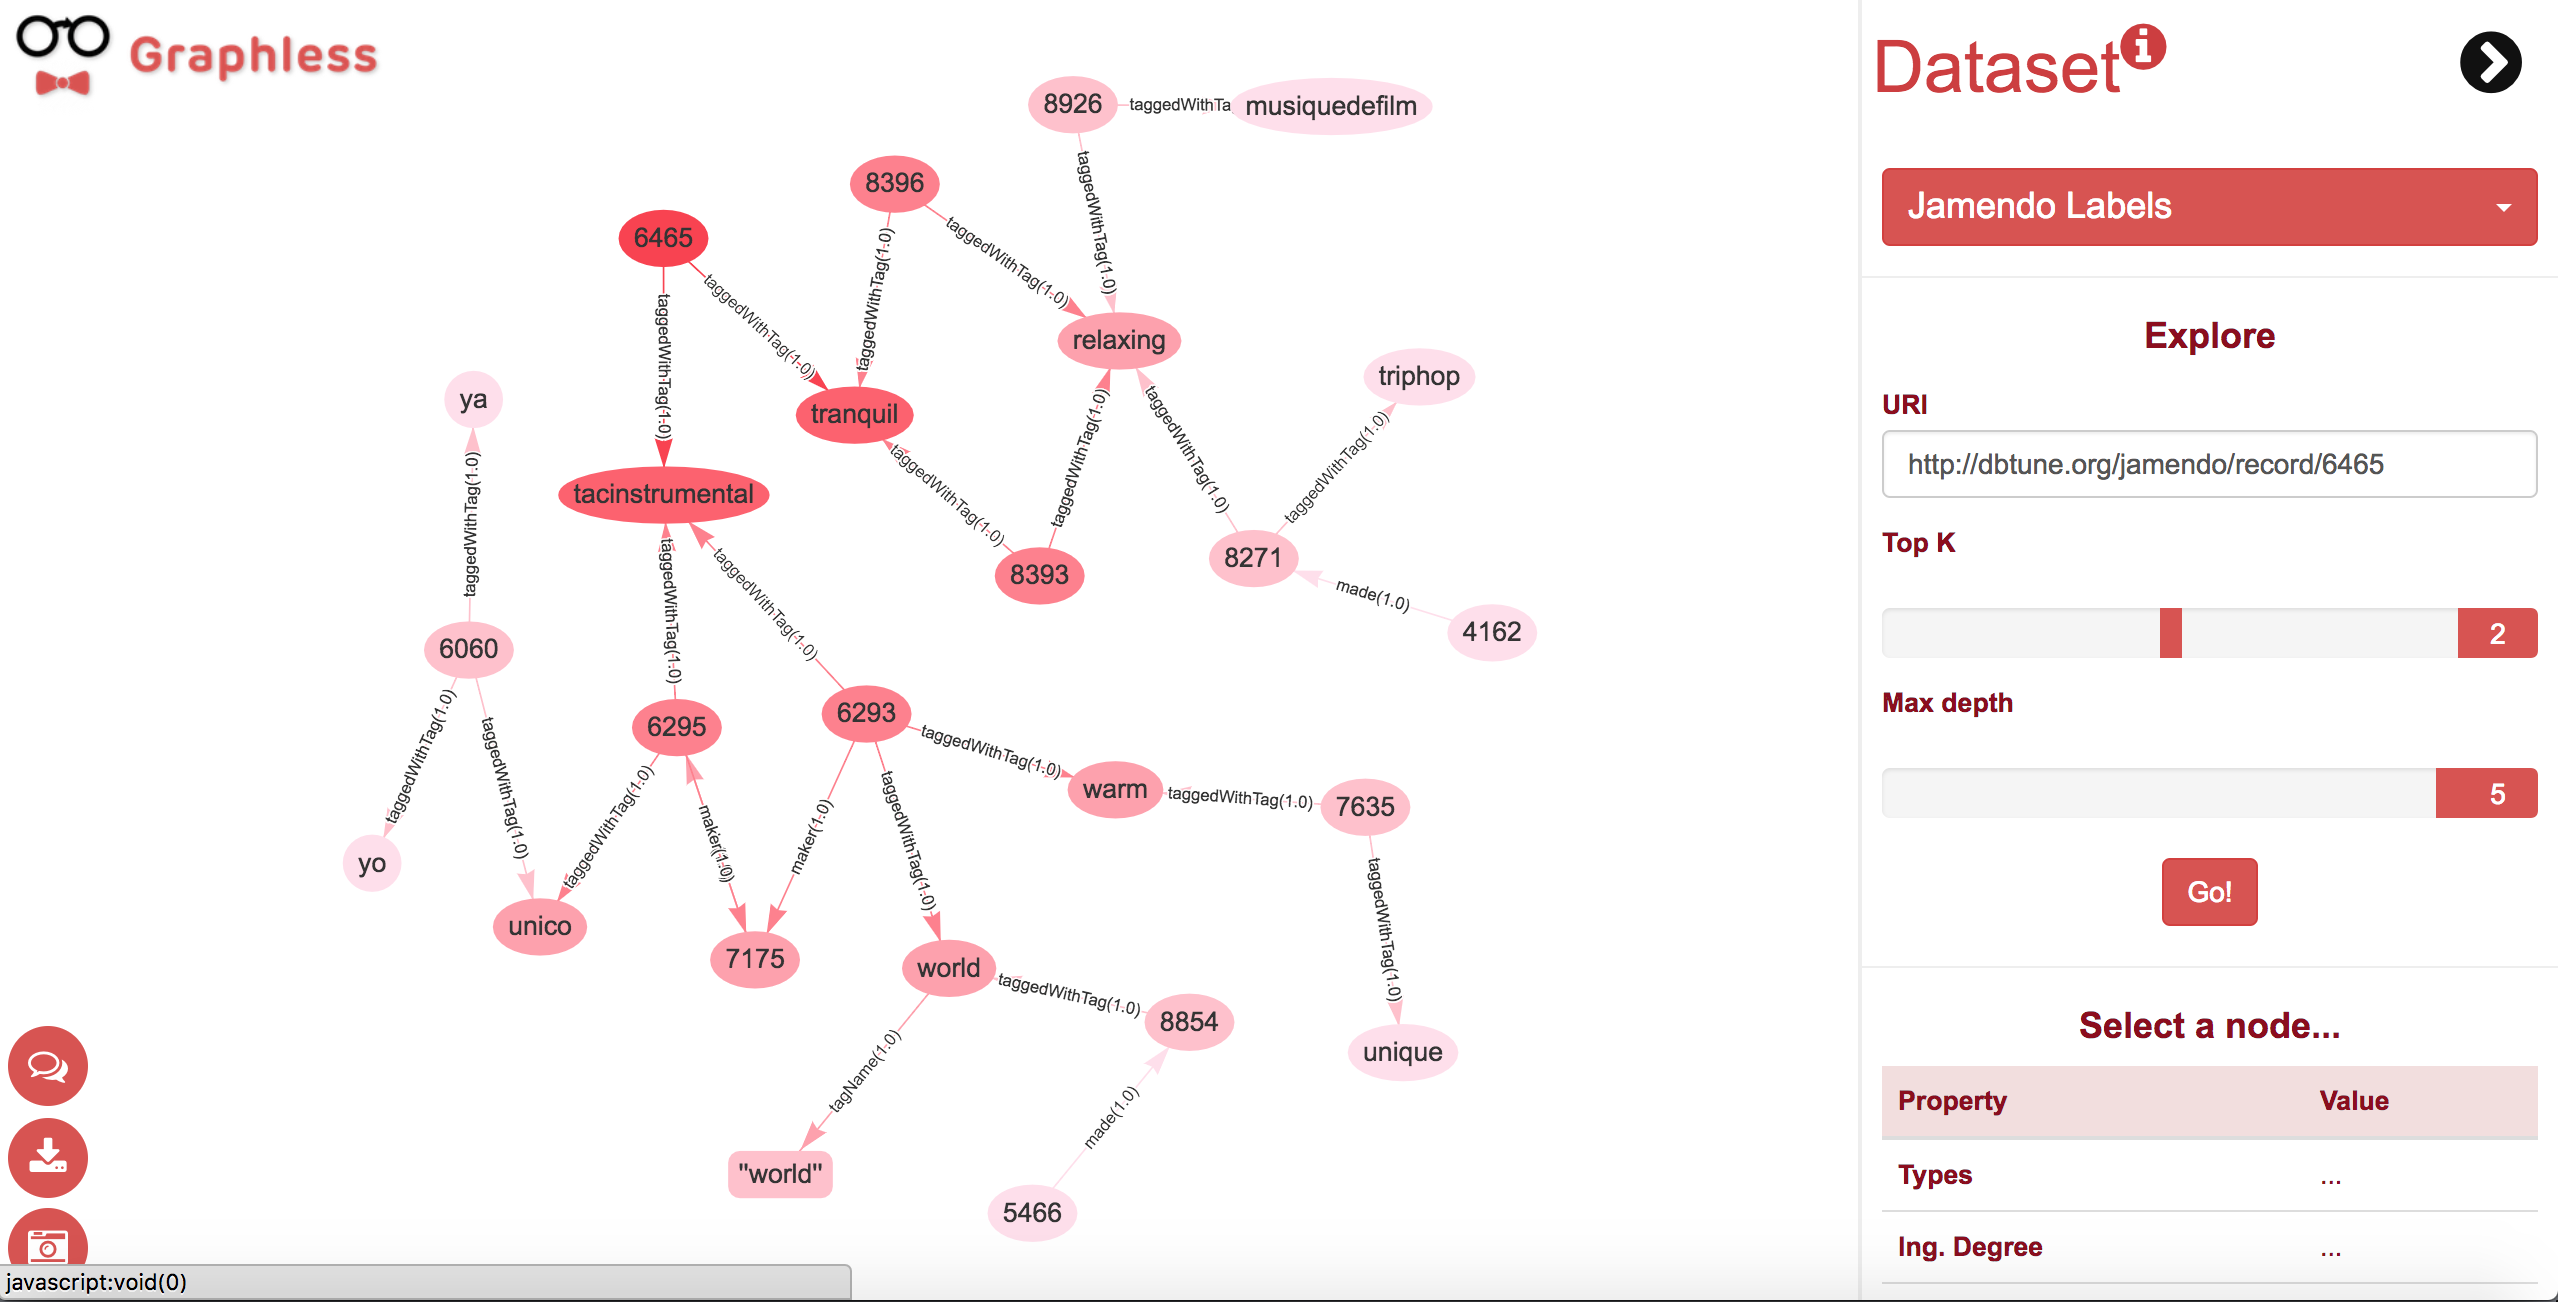 Graphless
8926
taggedWithTa
musiquedefilm
8396
6465
taggedWithTag(1.0)
taggedWithTag(1.0)
taggedWithTag(1.0)
taggedWithTag(1.0)
taggedWithTag(1.0)
relaxing
triphop
ya
tranquil
taggedWithTag(1.0)
taggedWithTag(1.0)
taggedWithTag(1.0)
taggedWithTag(1.0)
taggedWithTag(1.0)
tacinstrumental
8393
8271
made(1.0)
4162
taggedWithTag(1.0)
taggedWithTag(1.0)
6060
6295
6293
taggedWithTag(1.0)
taggedWithTag(1.0)
taggedWithTag(1.0)
taggedWithTag(1.0)
warm
taggedWithTag(1.0)
7635
maker(1.0)
maker(1.0)
taggedWithTag(1.0)
taggedWithTag(1.0)
yo
unico
7175
world
taggedWithTag(1.0)
8854
unique
tagName(1.0)
made(1.0)
"world"
5466
javascript:void(0)
Dataset
Jamendo Labels
Explore
URI
http://dbtune.org/jamendo/record/6465
Top K
2
Max depth
5
Go!
Select a node...
Property Value
Types ...
Ing. Degree ...